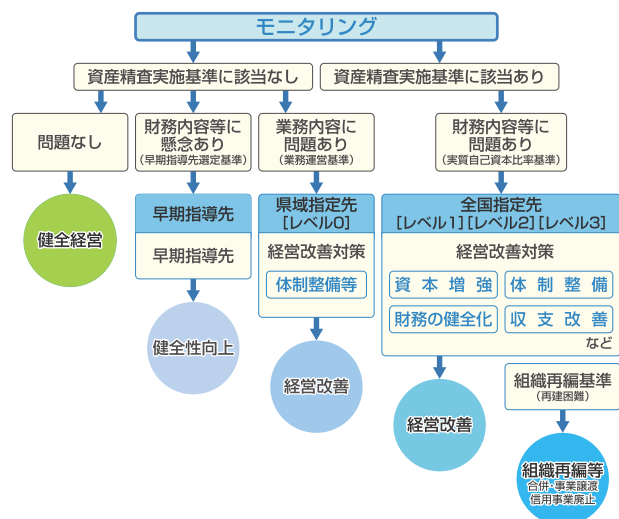 モニタリング
資産精査実施基準に該当なし
資産精査実施基準に該当あり
問題なし
財務内容等に
懸念あり
(早期指導先選定基準)
業務内容に
問題あり
(業務運営基準)
財務内容等に
問題あり
(実質自己資本比率基準)
健全経営
早期指導先
早期指導先
健全性向上
県域指定先
[レベル0]
経営改善対策
体制整備等
経営改善
全国指定先
[レベル1][レベル2][レベル3]
経営改善対策
資本増強
体制整備
財務の健全化
収支改善
など
経営改善
組織再編基準
(再建困難)
組織再編等
合併・事業譲渡
信用事業廃止